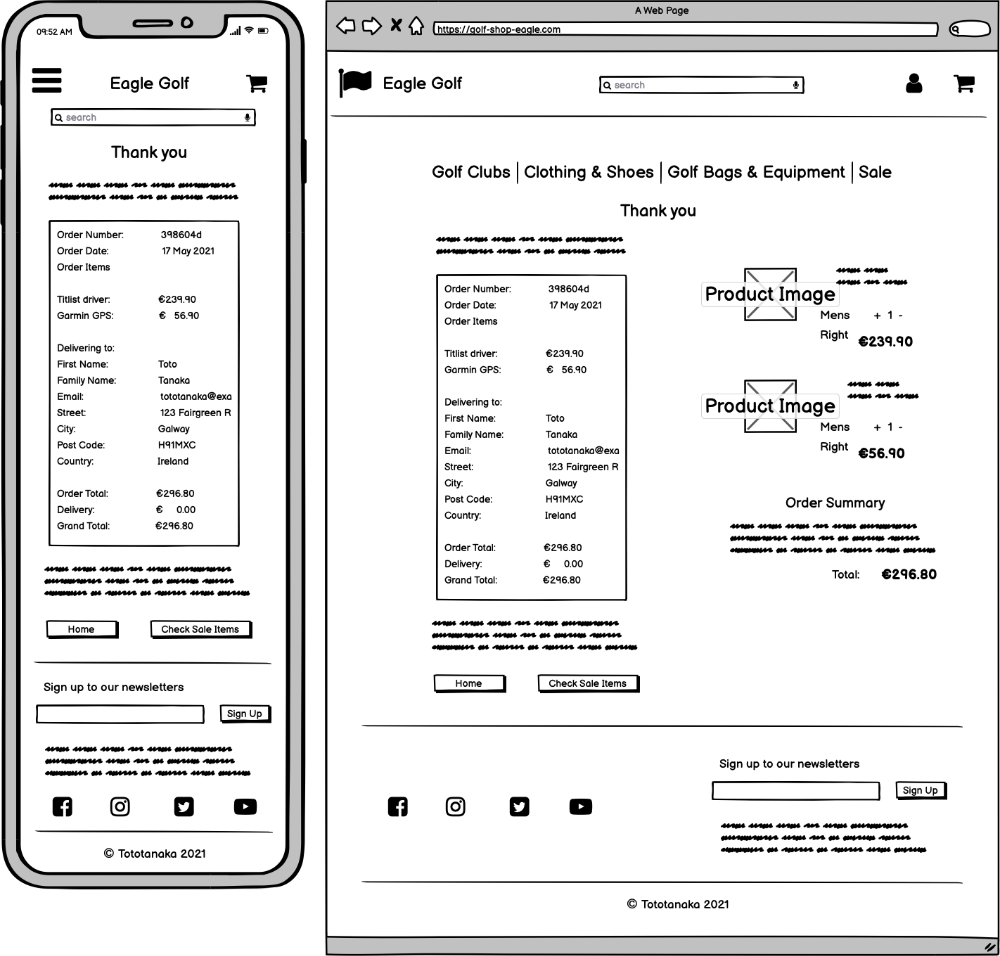 09:52 AM
Eagle Golf
search
Thank you
Order Number: 398604d
Order Date: 17 May 2021
Order Items
Titlist driver: €239.90
Garmin GPS: € 56.90
Delivering to:
First Name: Toto
Family Name: Tanaka
Email: tototanaka@exa
Street: 123 Fairgreen R
City: Galway
Post Code: H91MXC
Country: Ireland
Order Total: €296.80
Delivery: € 0.00
Grand Total: €296.80
Home Check Sale Items
Sign up to our newsletters
Sign Up
© Tototanaka 2021
A Web Page
https://golf-shop-eagle.com
Eagle Golf search
Golf Clubs Clothing & Shoes Golf Bags & Equipment Sale
Thank you
Order Number: 398604d
Order Date: 17 May 2021
Order Items
Titlist driver: €239.90
Garmin GPS: € 56.90
Delivering to:
First Name: Toto
Family Name: Tanaka
Email: tototanaka@exa
Street: 123 Fairgreen R
City: Galway
Post Code: H91MXC
Country: Ireland
Order Total: €296.80
Delivery: € 0.00
Grand Total: €296.80
Home Check Sale Items
Product Image
Mens + 1 -
Right €239.90
Product Image
Mens + 1 -
Right €56.90
Order Summary
Total: €296.80
Sign up to our newsletters
Sign Up
© Tototanaka 2021